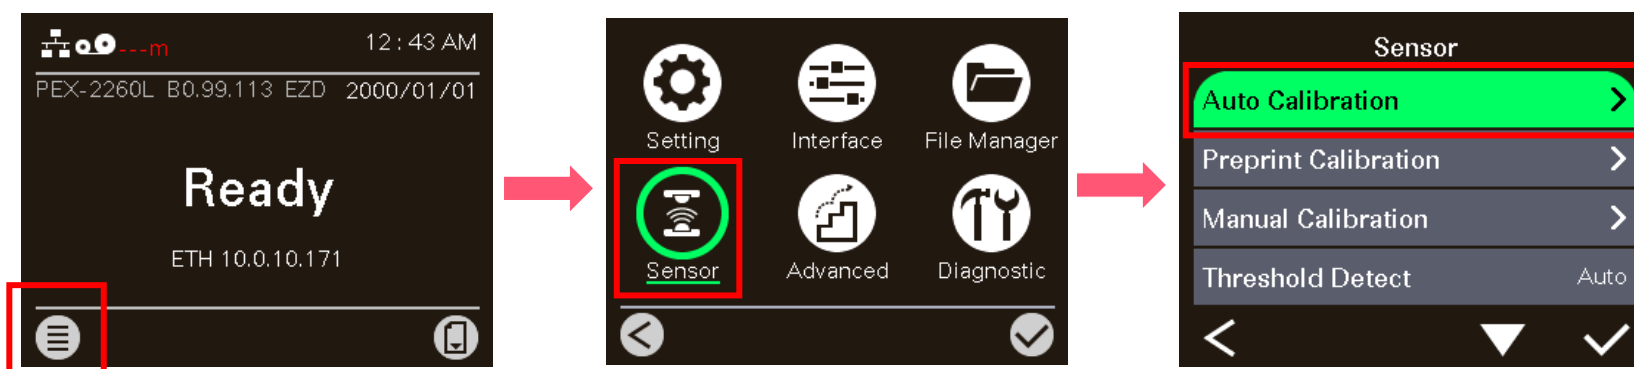 ---m 12 : 43 AM
PEX-2260L B0.99.113 EZD 2000/01/01
Ready
ETH 10.0.10.171
Setting Interface File Manager
Sensor Advanced Diagnostic
Sensor
Auto Calibration
Preprint Calibration
Manual Calibration
Threshold Detect Auto